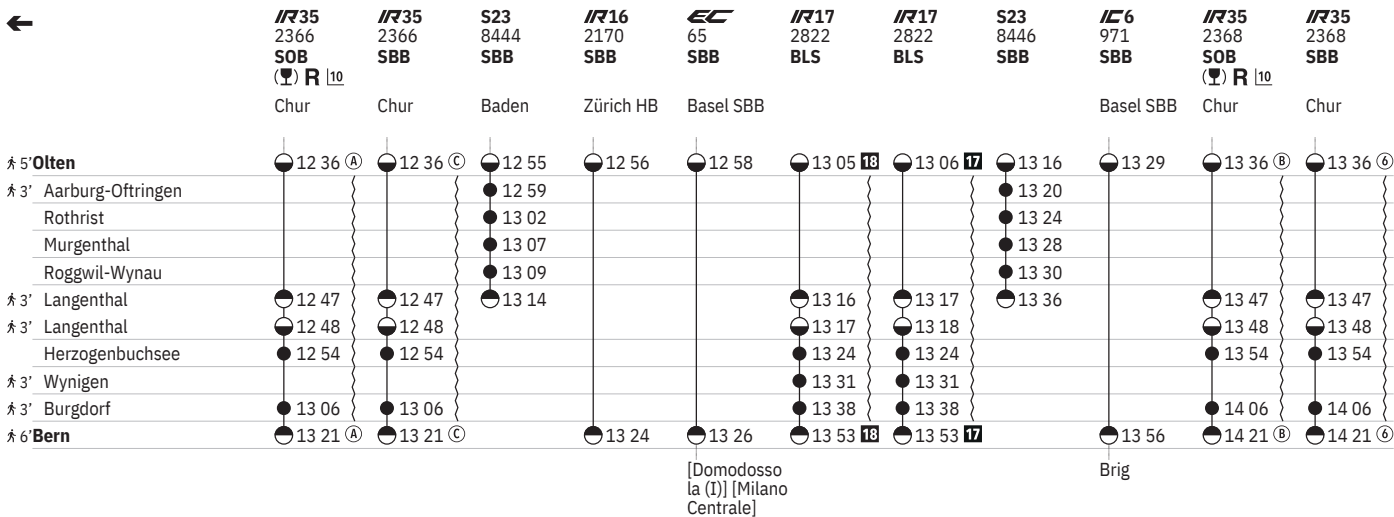 ← IR35 IR35 S23 IR16 EC IR17 IR17 S23 IC6 IR35 IR35
2366 2366 8444 2170 65 2822 2822 8446 971 2368 2368
SOB SBB SBB SBB SBB BLS BLS SBB SBB SOB SBB
R 10 R 10
Chur Chur Baden Zürich HB Basel SBB Basel SBB Chur Chur
5' Olten 12 36 Ⓐ 12 36 Ⓒ 12 55 12 56 12 58 13 05 18 13 06 17 13 16 13 29 13 36 Ⓑ 13 36 ⑥
3' Aarburg-Oftringen 12 59 13 20
Rothrist 13 02 13 24
Murgenthal 13 07 13 28
Roggwil-Wynau 13 09 13 30
3' Langenthal 12 47 12 47 13 14 13 16 13 17 13 36 13 47 13 47
3' Langenthal 12 48 12 48 13 17 13 18 13 48 13 48
Herzogenbuchsee 12 54 12 54 13 24 13 24 13 54 13 54
3' Wynigen 13 31 13 31
3' Burgdorf 13 06 13 06 13 38 13 38 14 06 14 06
6' Bern 13 21 Ⓐ 13 21 Ⓒ 13 24 13 26 13 53 18 13 53 17 13 56 14 21 Ⓑ 14 21 ⑥
[Domodosso Brig
la (I)] [Milano
Centrale]